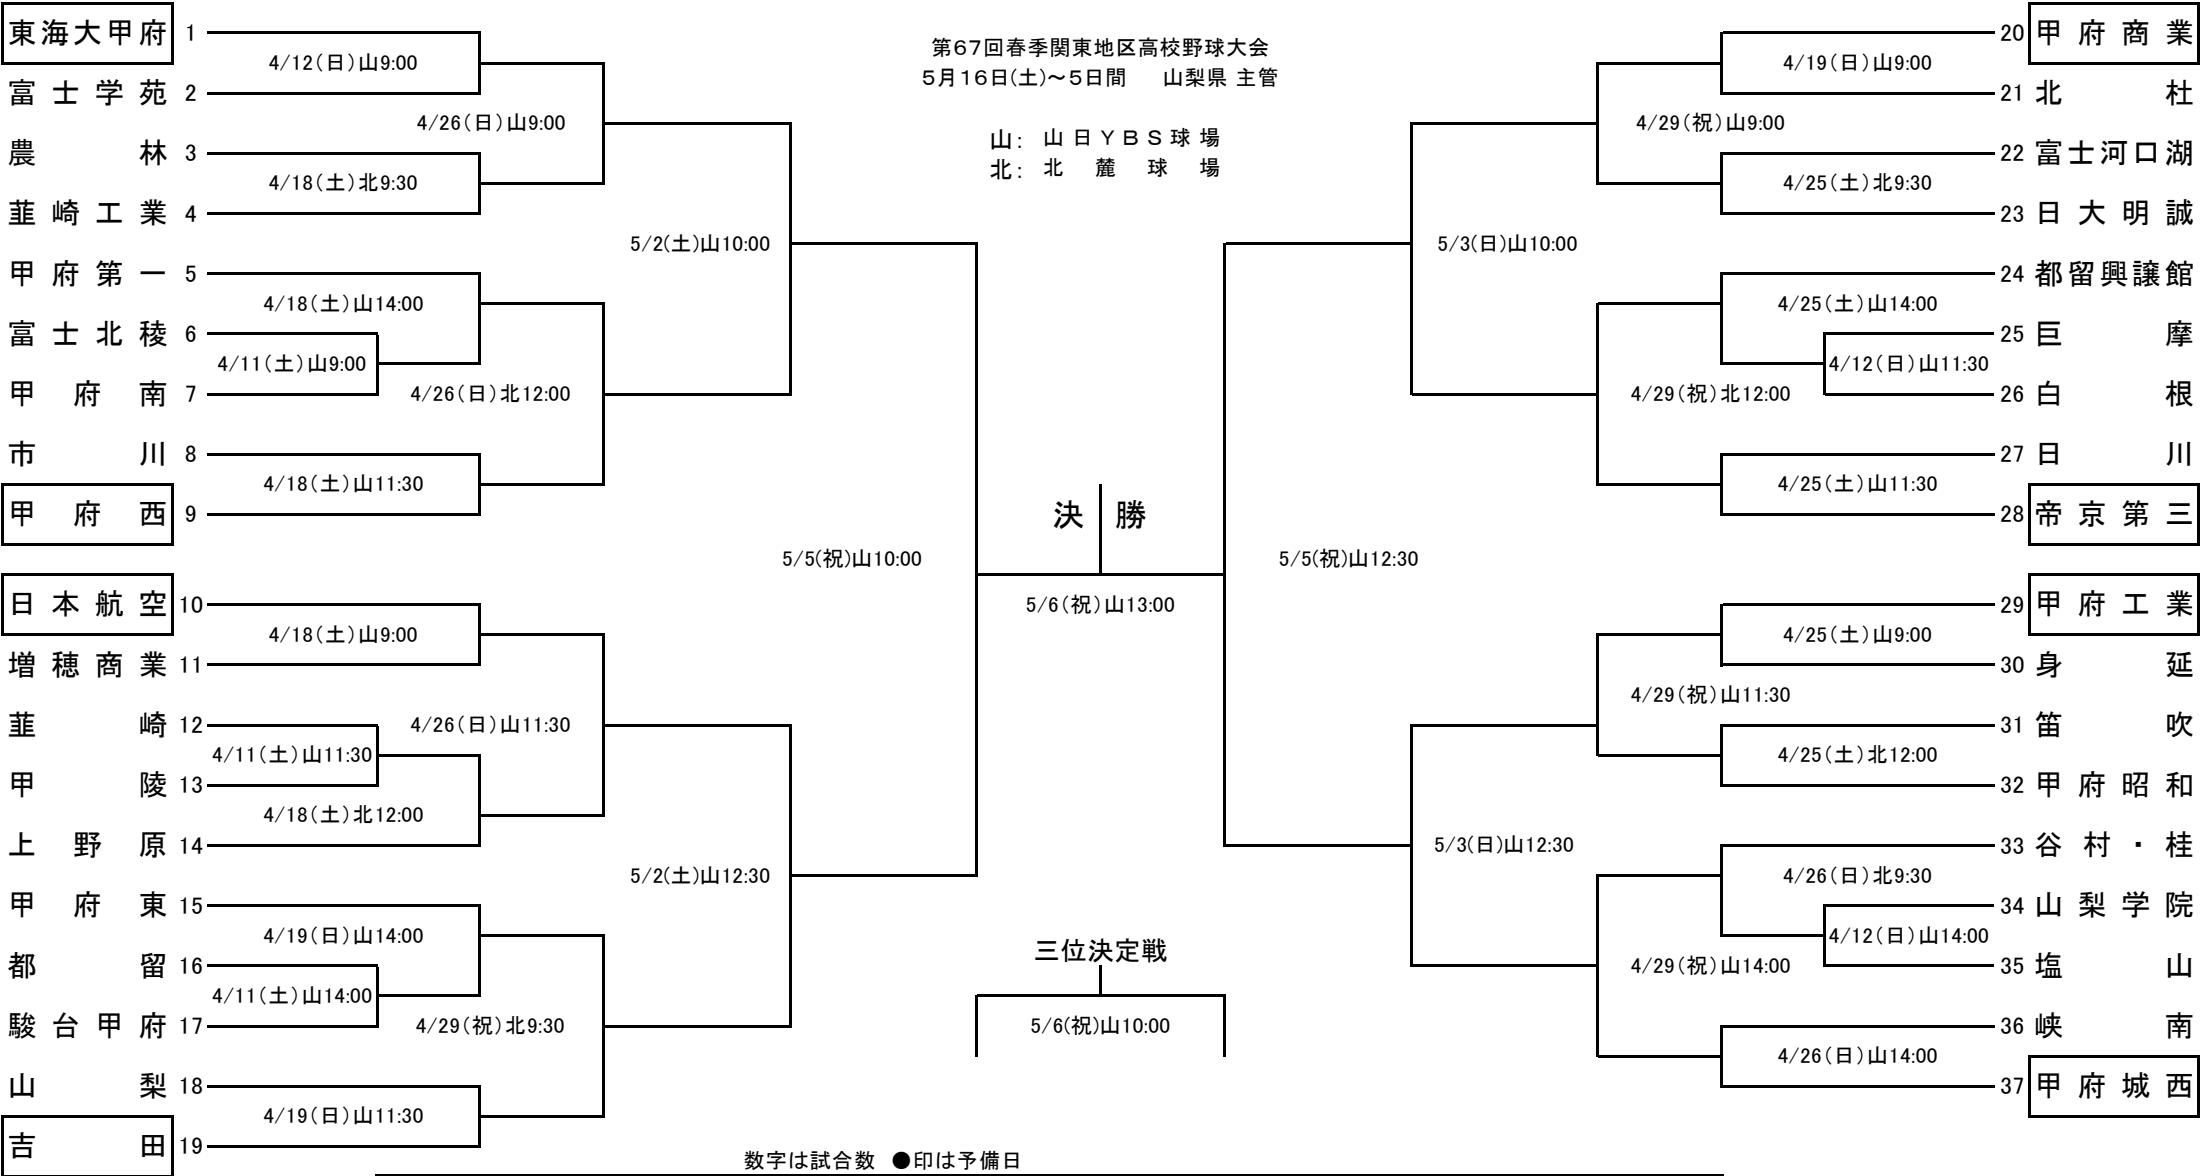 第67回春季関東地区高校野球大会
5月16日(土)～5日間　山梨県 主管
山: 山日YBS球場
北: 北麓球場
東海大甲府 1
4/12(日)山9:00
富士学苑 2
4/26(日)山9:00
農林 3
4/18(土)北9:30
韮崎工業 4
5/2(土)山10:00
甲府第一 5
4/18(土)山14:00
富士北稜 6
4/11(土)山9:00
甲府南 7
4/26(日)北12:00
市川 8
4/18(土)山11:30
甲府西 9
5/5(祝)山10:00
日本航空 10
4/18(土)山9:00
増穂商業 11
韮崎 12
4/26(日)山11:30
4/11(土)山11:30
甲陵 13
4/18(土)北12:00
上野原 14
5/2(土)山12:30
甲府東 15
4/19(日)山14:00
都留 16
4/11(土)山14:00
駿台甲府 17
4/29(祝)北9:30
山梨 18
4/19(日)山11:30
吉田 19
決勝
5/6(祝)山13:00
三位決定戦
5/6(祝)山10:00
20 甲府商業
4/19(日)山9:00
21 北杜
4/29(祝)山9:00
22 富士河口湖
4/25(土)北9:30
23 日大明誠
5/3(日)山10:00
24 都留興譲館
4/25(土)山14:00
25 巨摩
4/12(日)山11:30
26 白根
4/29(祝)北12:00
27 日川
4/25(土)山11:30
28 帝京第三
5/5(祝)山12:30
29 甲府工業
4/25(土)山9:00
30 身延
4/29(祝)山11:30
31 笛吹
4/25(土)北12:00
32 甲府昭和
5/3(日)山12:30
33 谷村・桂
4/26(日)北9:30
34 山梨学院
4/12(日)山14:00
35 塩山
4/29(祝)山14:00
36 峡南
4/26(日)山14:00
37 甲府城西
数字は試合数　●印は予備日